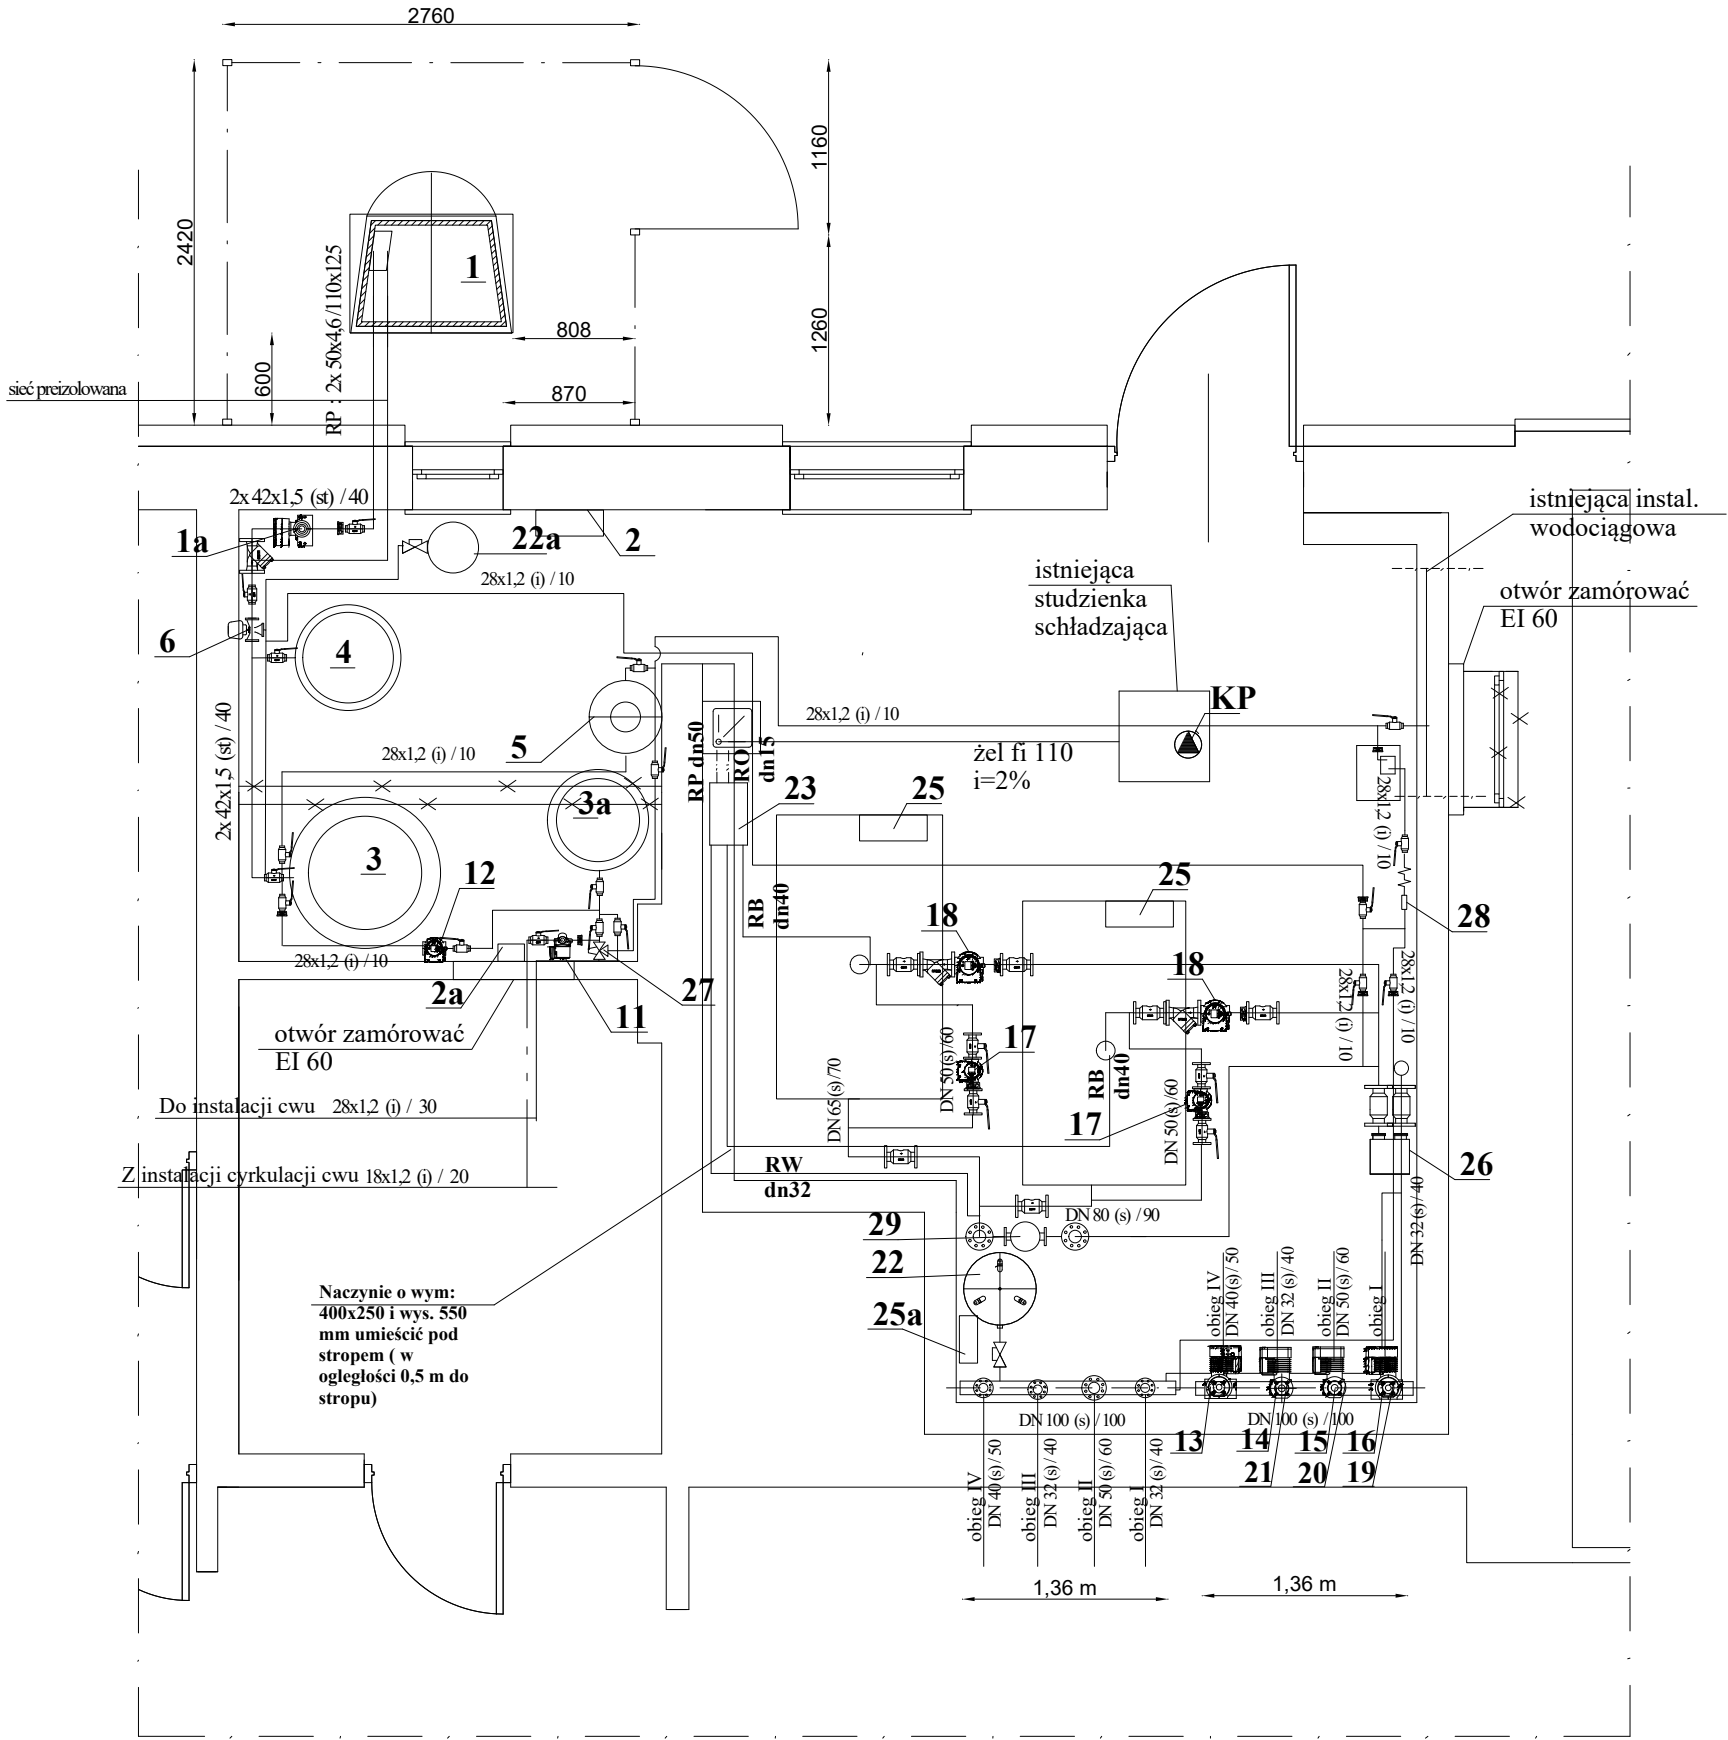 2760
2420
1160
1260
1
RP : 2x 50x4,6 /110x125
600
808
870
sieć preizolowana
2x 42x1,5 (st) / 40
1a
22a
2
28x1,2 (i) / 10
istniejąca instal.
wodociągowa
istniejąca
studzienka
schładzająca
otwór zamórować
EI 60
6
4
KP
2x 42x1,5 (st) / 40
28x1,2 (i) / 10
5
28x1,2 (i) / 10
RP dn50
RO
dn15
żel fi 110
i=2%
3a
23
25
28x1,2 (i) / 10
3
12
RB
dn40
25
18
28
28x1,2 (i) / 10
2a
11
27
18
28x1,2 (i) / 10
28x1,2 (i) / 10
otwór zamórować
EI 60
17
DN 65 (s) /70
DN 50 (s) /60
RB
dn40
DN 50 (s) /60
17
Do instalacji cwu 28x1,2 (i) / 30
Z instalacji cyrkulacji cwu 18x1,2 (i) / 20
RW
dn32
26
DN 32 (s) / 40
29
DN 80 (s) / 90
22
25a
Naczynie o wym:
400x250 i wys. 550
mm umieścić pod
stropem ( w
ogległości 0,5 m do
stropu)
obieg IV
DN 40 (s) / 50
obieg III
DN 32 (s) / 40
obieg II
DN 50 (s) / 60
obieg I
DN 100 (s) / 100
DN 100 (s) / 100
13
14
15
16
21
20
19
obieg IV
DN 40 (s) / 50
obieg III
DN 32 (s) / 40
obieg II
DN 50 (s) / 60
obieg I
DN 32 (s) / 40
1,36 m
1,36 m